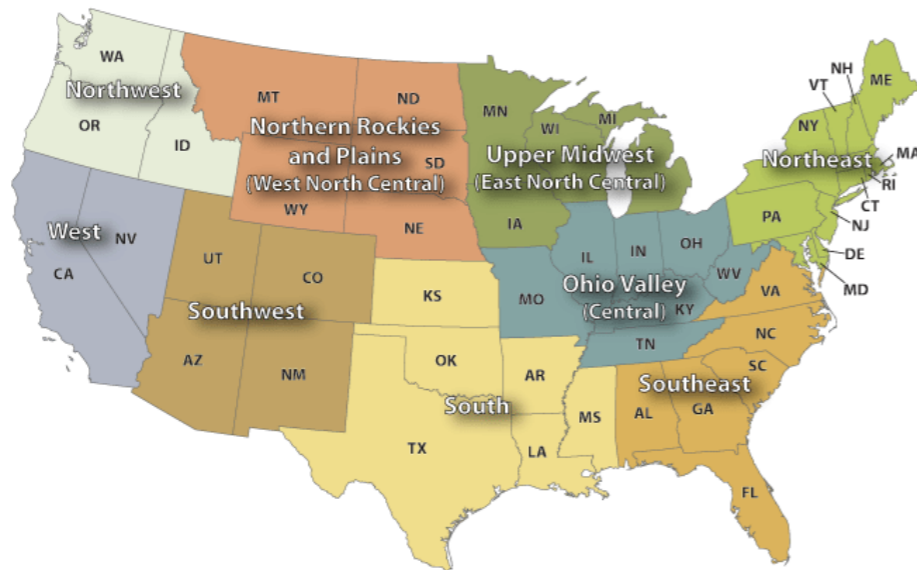 WA
Northwest
OR
ID
MT
ND
Northern Rockies
and Plains
(West North Central)
SD
WY
NE
MN
WI
MI
Upper Midwest
(East North Central)
IA
NH
VT
ME
NY
Northeast
MA
RI
CT
PA
NJ
DE
MD
West
NV
CA
UT
CO
Southwest
AZ
NM
KS
OK
AR
South
TX
LA
MS
IL
IN
OH
WV
Ohio Valley
(Central)
MO
KY
TN
VA
NC
SC
Southeast
AL
GA
FL